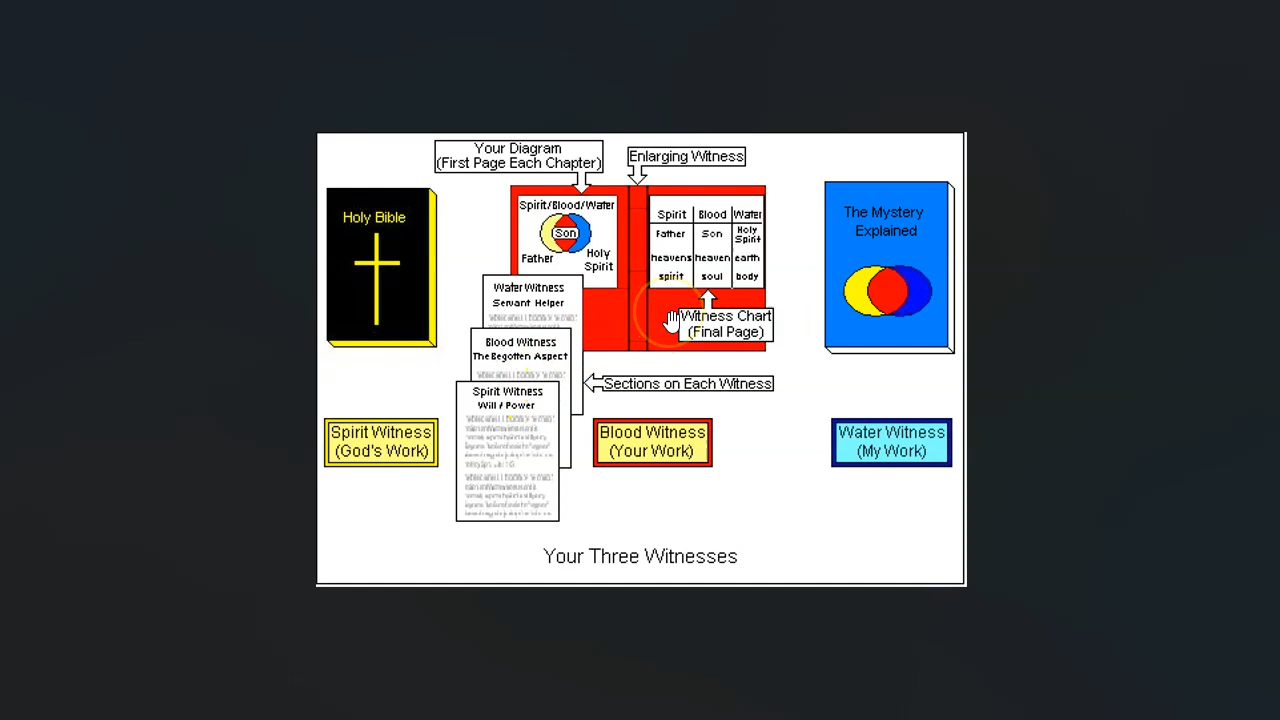 Your Diagram
(First Page Each Chapter)
Enlarging Witness
Holy Bible
Spirit/Blood/Water
Son
Father
Holy
Spirit
Spirit Blood Water
Father Son Holy Spirit
heavens heaven earth
spirit soul body
The Mystery
Explained
Water Witness
Servant Helper
Witness Chart
(Final Page)
Blood Witness
The Begotten Aspect
Sections on Each Witness
Spirit Witness
Will / Power
Spirit Witness
(God's Work)
Blood Witness
(Your Work)
Water Witness
(My Work)
Your Three Witnesses